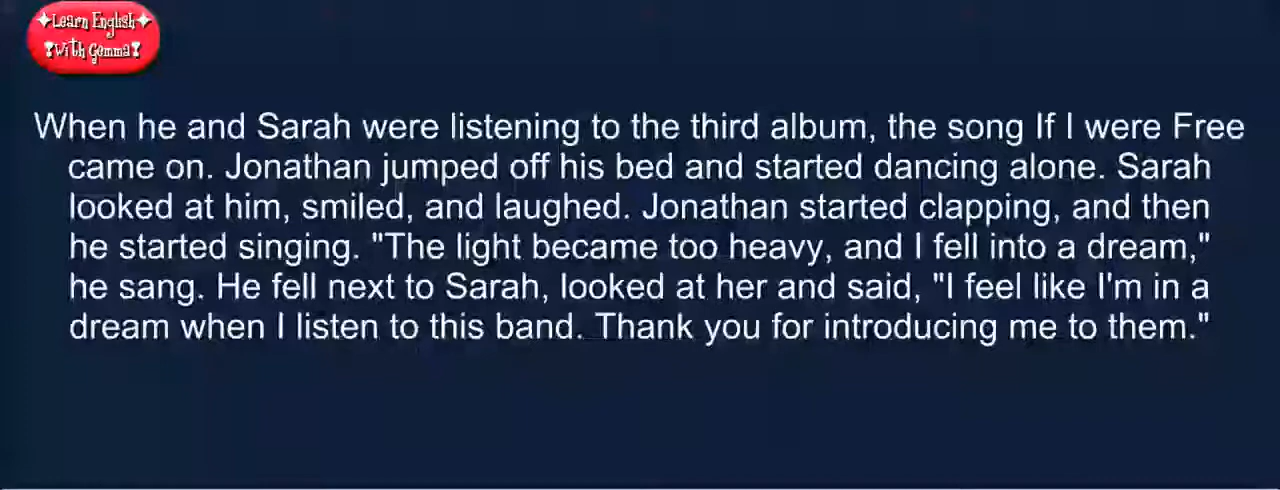 ✦Learn English✦
❣With Gemma❣
When he and Sarah were listening to the third album, the song If I were Free
came on. Jonathan jumped off his bed and started dancing alone. Sarah
looked at him, smiled, and laughed. Jonathan started clapping, and then
he started singing. "The light became too heavy, and I fell into a dream,"
he sang. He fell next to Sarah, looked at her and said, "I feel like I'm in a
dream when I listen to this band. Thank you for introducing me to them."